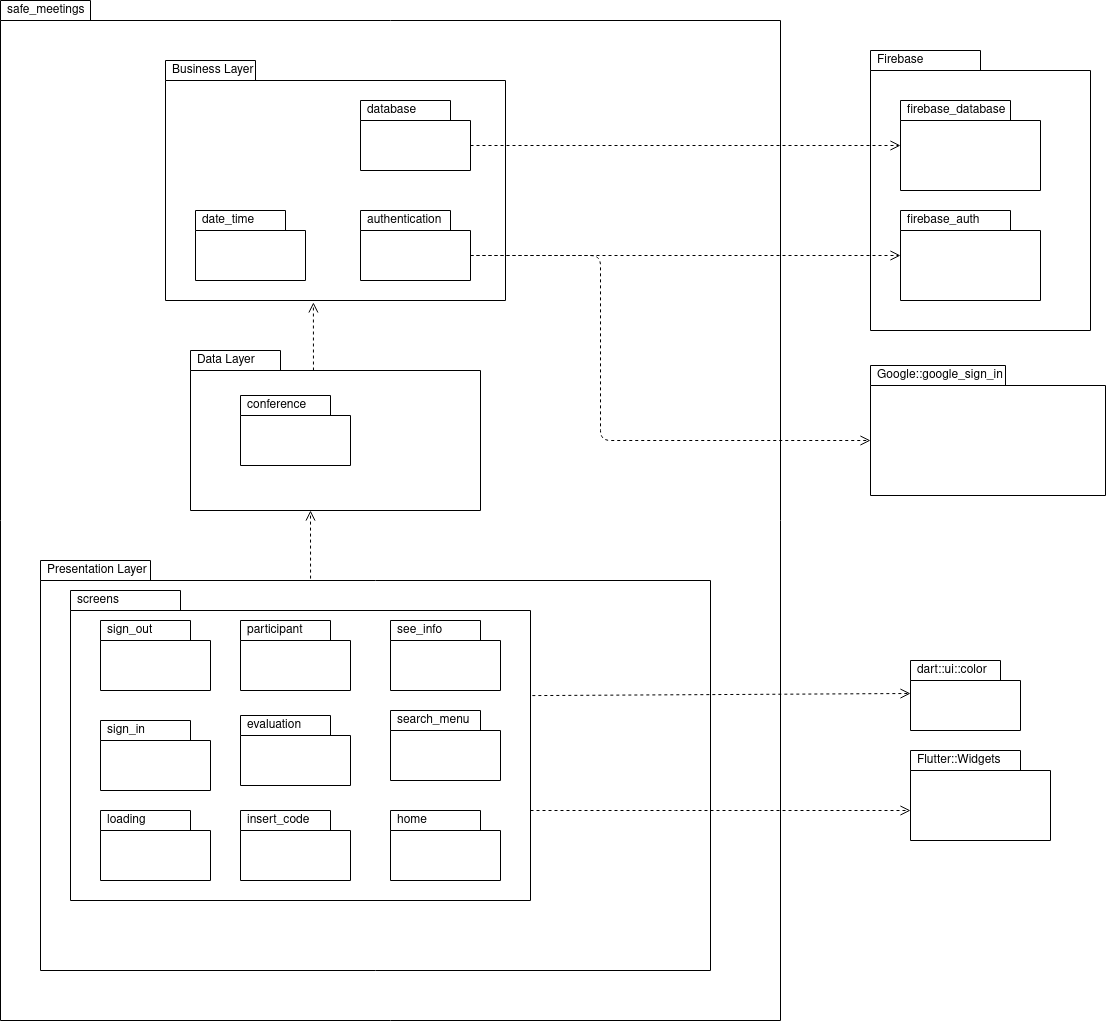 safe_meetings
Business Layer
database
date_time
authentication
Data Layer
conference
Presentation Layer
screens
sign_out
participant
see_info
sign_in
evaluation
search_menu
loading
insert_code
home
Firebase
firebase_database
firebase_auth
Google::google_sign_in
dart::ui::color
Flutter::Widgets